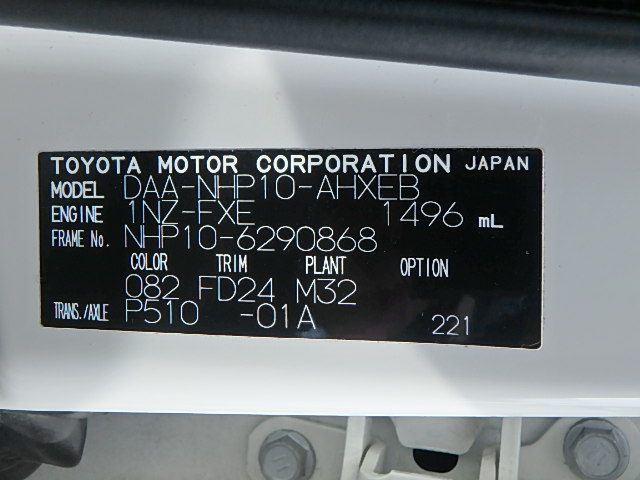 TOYOTA MOTOR CORPORATION JAPAN
MODEL DAA-NHP10-AHXEB
ENGINE 1NZ-FXE 1496 mL
FRAME No. NHP10-6290868
COLOR TRIM PLANT OPTION
082 FD24 M32
TRANS./AXLE P510 -01A 221